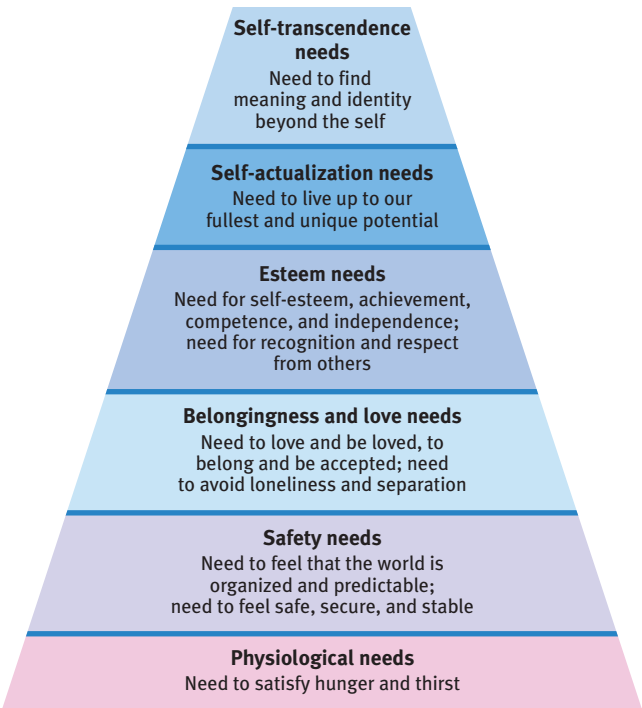 Self-transcendence
needs
Need to find
meaning and identity
beyond the self
Self-actualization needs
Need to live up to our
fullest and unique potential
Esteem needs
Need for self-esteem, achievement,
competence, and independence;
need for recognition and respect
from others
Belongingness and love needs
Need to love and be loved, to
belong and be accepted; need
to avoid loneliness and separation
Safety needs
Need to feel that the world is
organized and predictable;
need to feel safe, secure, and stable
Physiological needs
Need to satisfy hunger and thirst